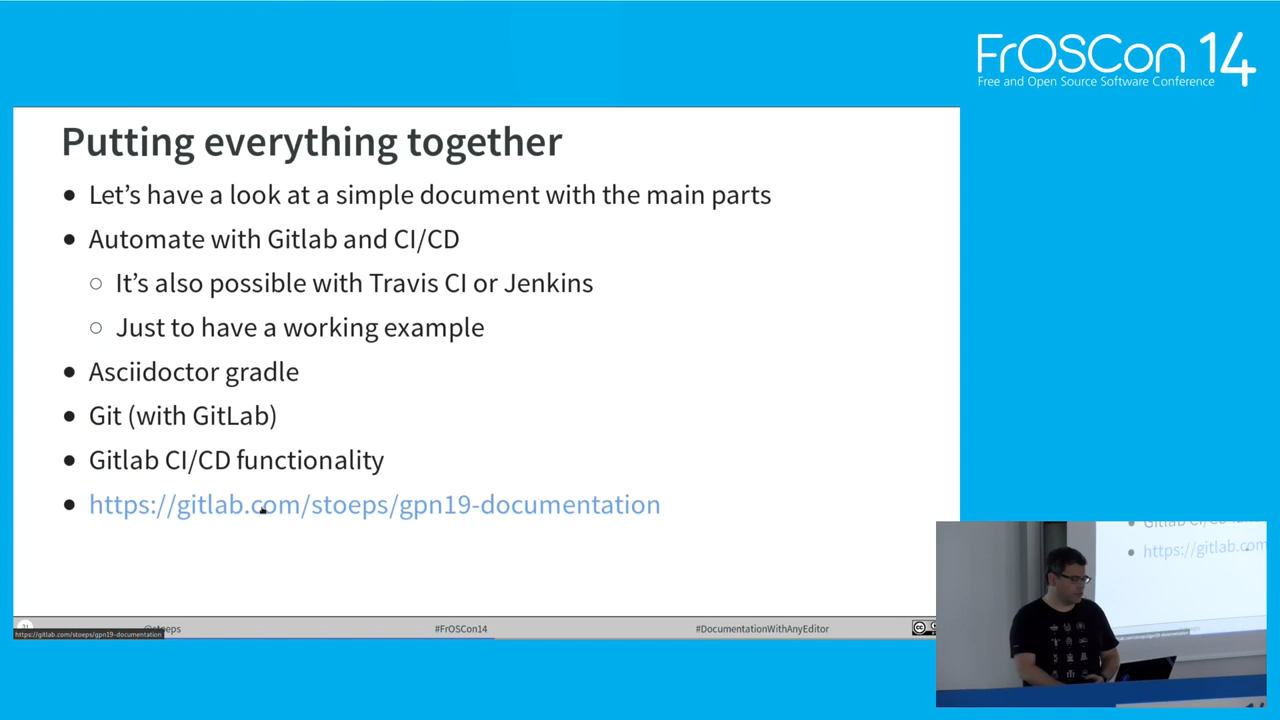 FrOSCon 14
Free and Open Source Software Conference
Putting everything together
• Let's have a look at a simple document with the main parts
• Automate with Gitlab and CI/CD
○ It's also possible with Travis CI or Jenkins
○ Just to have a working example
• Asciidoctor gradle
• Git (with GitLab)
• Gitlab CI/CD functionality
• https://gitlab.com/stoeps/gpn19-documentation
#FrOSCon14
#DocumentationWithAnyEditor
https://gitlab.com/stoeps/gpn19-documentation
• https://gitlab.com